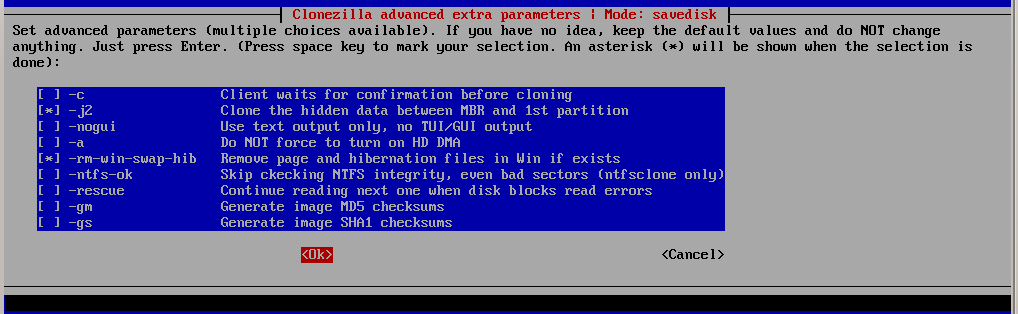 Clonezilla advanced extra parameters ¦ Mode: savedisk
Set advanced parameters (multiple choices available). If you have no idea, keep the default values and do NOT change
anything. Just press Enter. (Press space key to mark your selection. An asterisk (*) will be shown when the selection is
done):
[ ] -c Client waits for confirmation before cloning
[*] -j2 Clone the hidden data between MBR and 1st partition
[ ] -nogui Use text output only, no TUI/GUI output
[ ] -a Do NOT force to turn on HD DMA
[*] -rm-win-swap-hib Remove page and hibernation files in Win if exists
[ ] -ntfs-ok Skip ckecking NTFS integrity, even bad sectors (ntfsclone only)
[ ] -rescue Continue reading next one when disk blocks read errors
[ ] -gm Generate image MD5 checksums
[ ] -gs Generate image SHA1 checksums
<Ok> <Cancel>